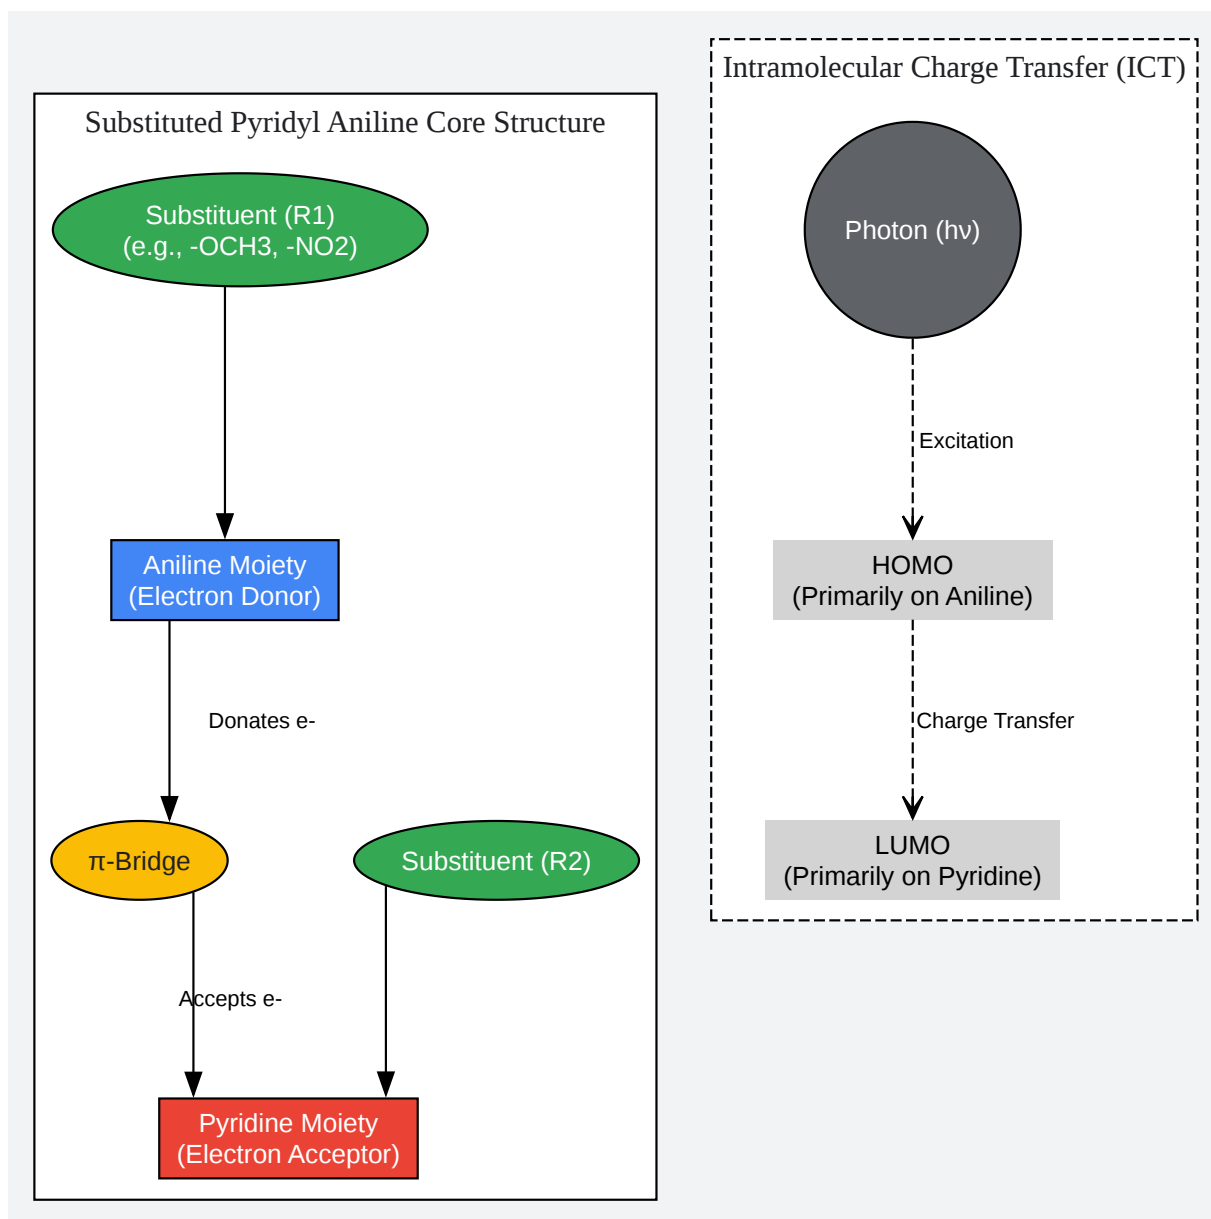 Substituted Pyridyl Aniline Core Structure
Substituent (R1)
(e.g., -OCH3, -NO2)
Aniline Moiety
(Electron Donor)
Donates e-
π-Bridge
Substituent (R2)
Accepts e-
Pyridine Moiety
(Electron Acceptor)
Intramolecular Charge Transfer (ICT)
Photon (hν)
Excitation
HOMO
(Primarily on Aniline)
Charge Transfer
LUMO
(Primarily on Pyridine)